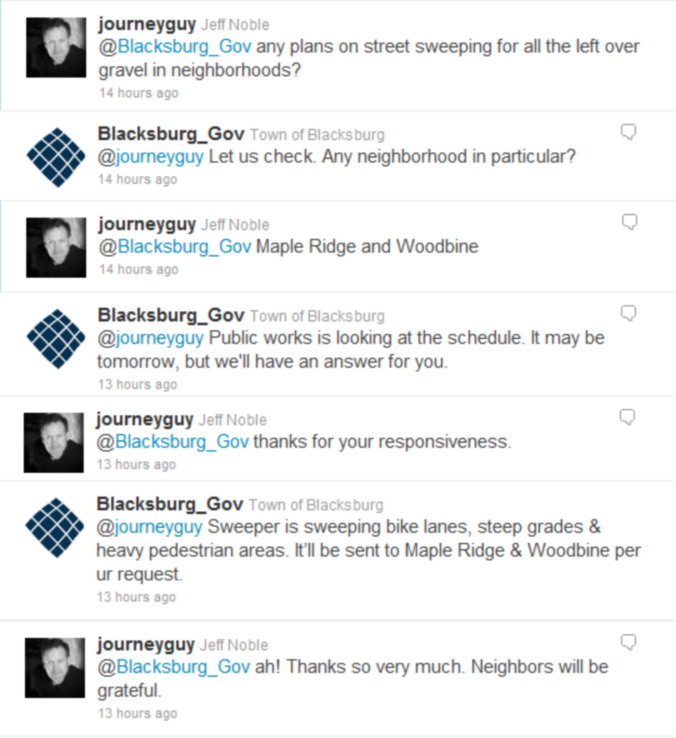 journeyguy Jeff Noble
@Blacksburg_Gov any plans on street sweeping for all the left over
gravel in neighborhoods?
14 hours ago
Blacksburg_Gov Town of Blacksburg
@journeyguy Let us check. Any neighborhood in particular?
14 hours ago
journeyguy Jeff Noble
@Blacksburg_Gov Maple Ridge and Woodbine
14 hours ago
Blacksburg_Gov Town of Blacksburg
@journeyguy Public works is looking at the schedule. It may be
tomorrow, but we'll have an answer for you.
13 hours ago
journeyguy Jeff Noble
@Blacksburg_Gov thanks for your responsiveness.
13 hours ago
Blacksburg_Gov Town of Blacksburg
@journeyguy Sweeper is sweeping bike lanes, steep grades &
heavy pedestrian areas. It'll be sent to Maple Ridge & Woodbine per
ur request.
13 hours ago
journeyguy Jeff Noble
@Blacksburg_Gov ah! Thanks so very much. Neighbors will be
grateful.
13 hours ago